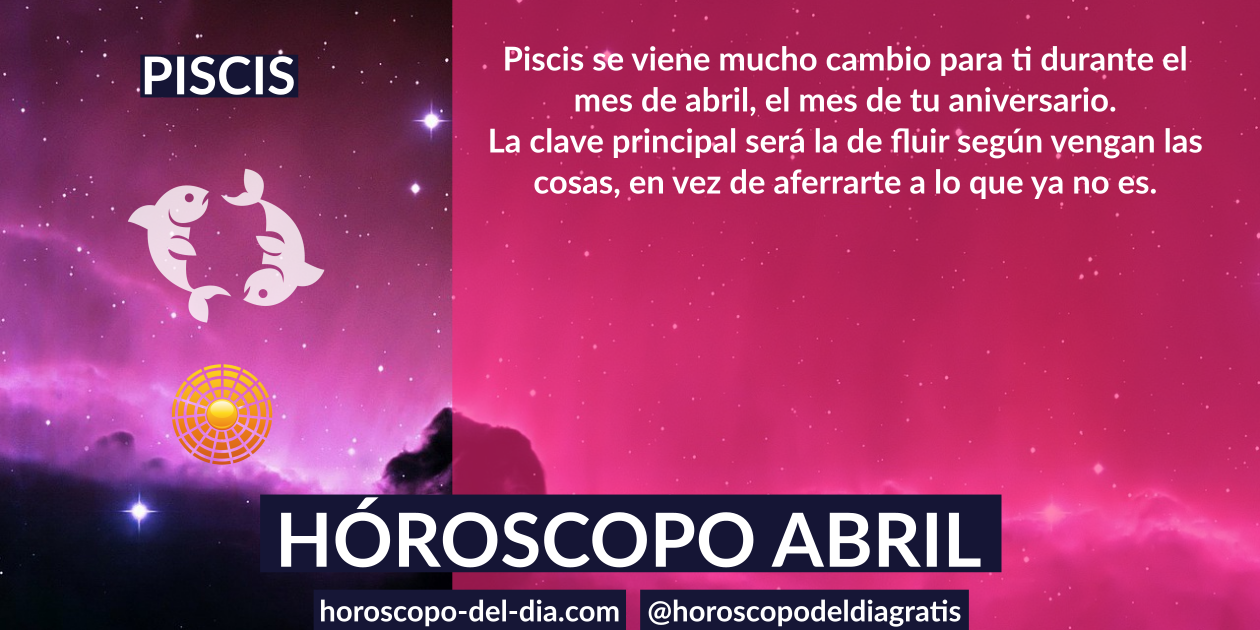 PISCIS
Piscis se viene mucho cambio para ti durante el
mes de abril, el mes de tu aniversario.
La clave principal será la de fluir según vengan las
cosas, en vez de aferrarte a lo que ya no es.
HÓROSCOPO ABRIL
horoscopo-del-dia.com
@horoscopodeldiagratis